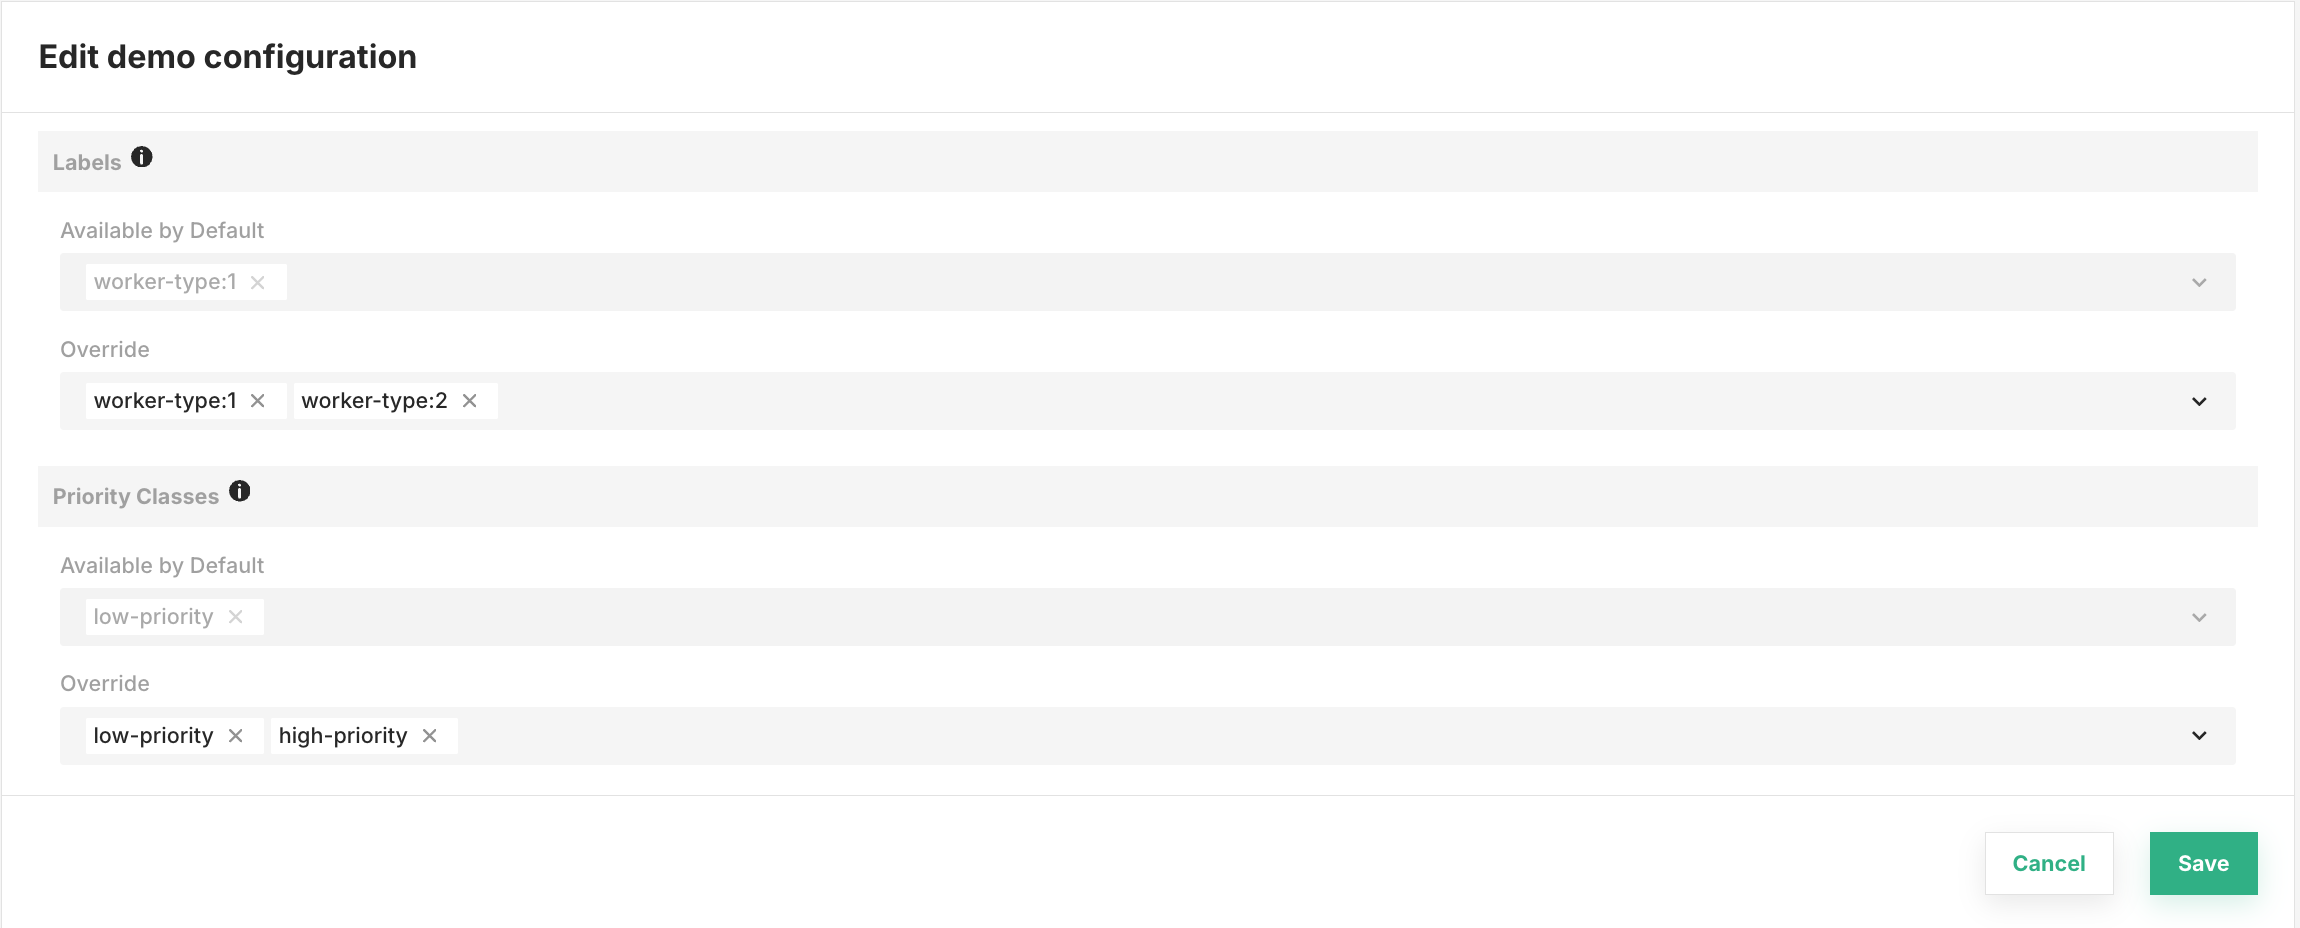 Edit demo configuration
Labels
Available by Default
worker-type:1
Override
worker-type:1 worker-type:2
Priority Classes
Available by Default
low-priority
Override
low-priority high-priority
Cancel Save